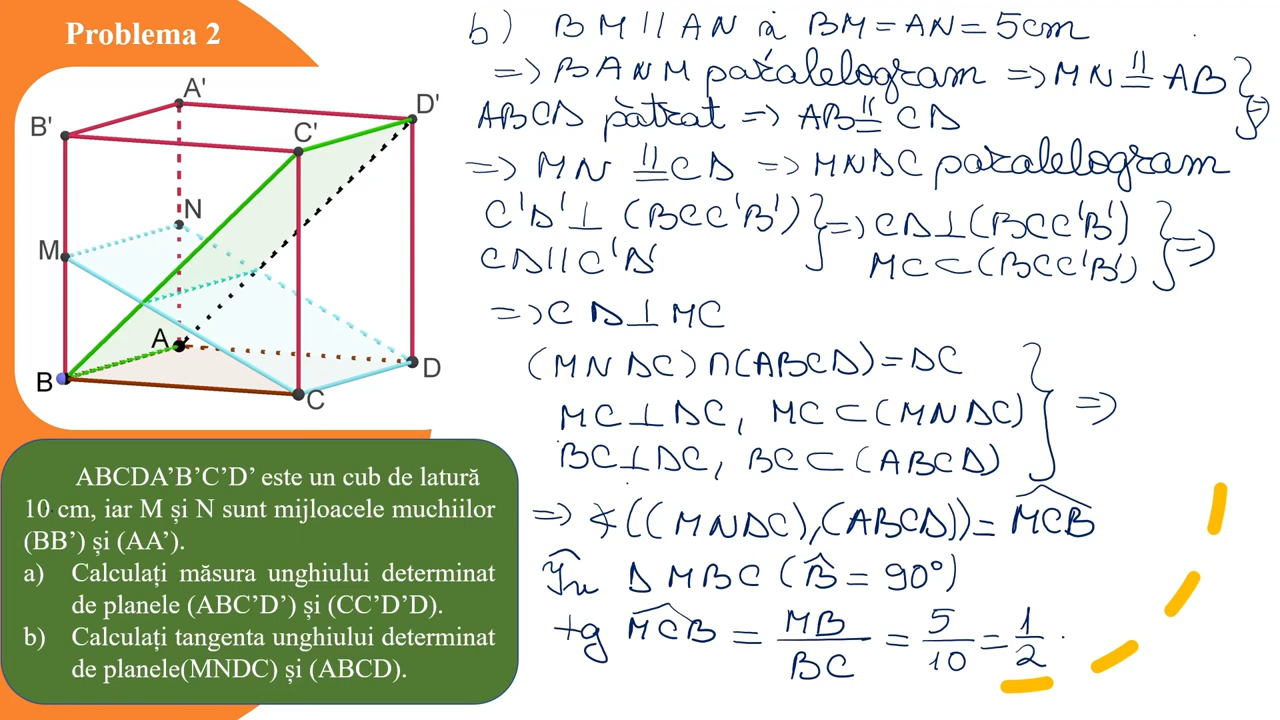 Problema 2
A'
D'
B'
C'
N
M
A
B
D
C
ABCDA’B’C’D’ este un cub de latură
10 cm, iar M și N sunt mijloacele muchiilor
(BB’) și (AA’).
a) Calculați măsura unghiului determinat
de planele (ABC’D’) și (CC’D’D).
b) Calculați tangenta unghiului determinat
de planele(MNDC) și (ABCD).
b) BM || AN și BM = AN = 5cm
=> BANM paralelogram => MN ∥= AB }
ABCD pătrat => AB ∥= CD } =>
=> MN ∥= CD => MNDC paralelogram
C'D' ⊥ (BCC'B') } => CD ⊥ (BCC'B') } =>
CD || C'D' } MC ⊂ (BCC'B') }
=> CD ⊥ MC
(MNDC) ∩ (ABCD) = DC }
MC ⊥ DC, MC ⊂ (MNDC) } =>
BC ⊥ DC, BC ⊂ (ABCD) }
=> ∢((MNDC),(ABCD)) = M̂CB
În Δ MBC (B̂ = 90°)
tg M̂CB = MB/BC = 5/10 = 1/2.